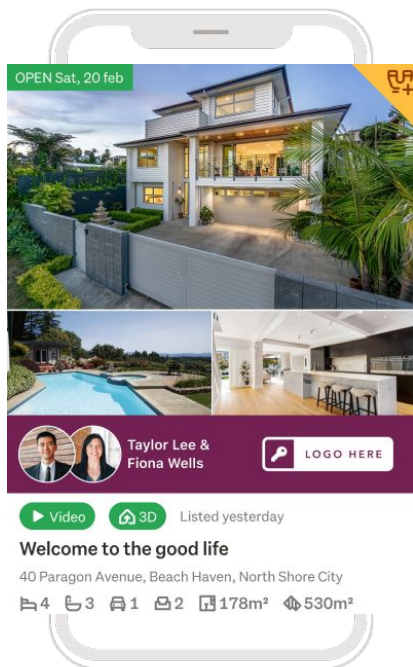 OPEN Sat, 20 feb
Taylor Lee &
Fiona Wells
LOGO HERE
Video
3D
Listed yesterday
Welcome to the good life
40 Paragon Avenue, Beach Haven, North Shore City
4 3 1 2 178m² 530m²